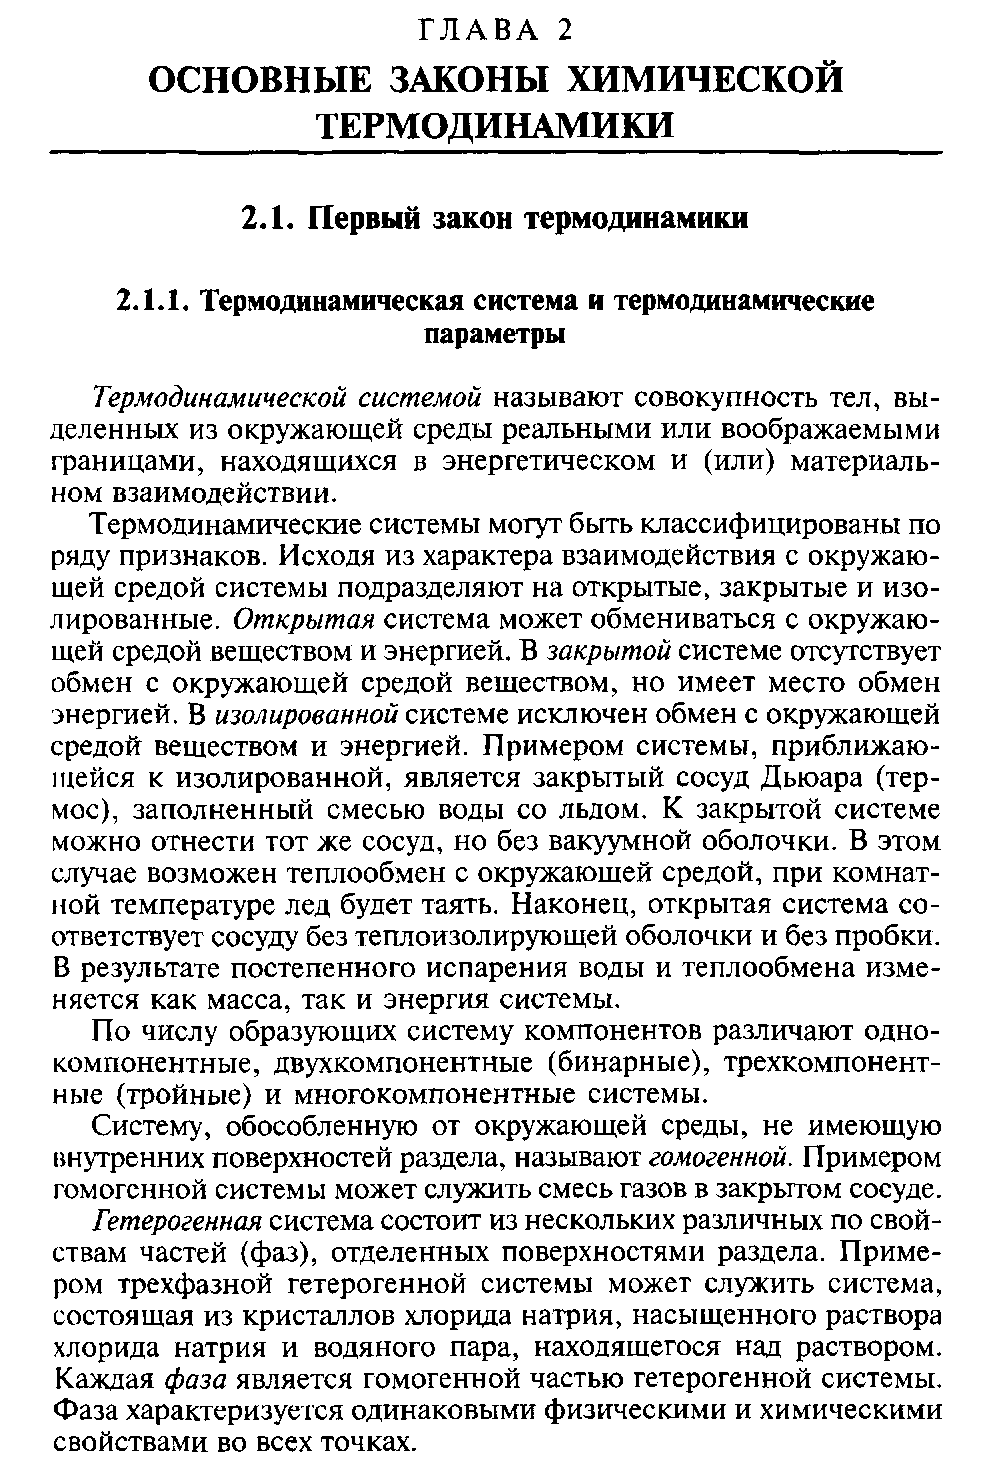 ГЛАВА 2
ОСНОВНЫЕ ЗАКОНЫ ХИМИЧЕСКОЙ
ТЕРМОДИНАМИКИ
2.1. Первый закон термодинамики
2.1.1. Термодинамическая система и термодинамические
параметры
Термодинамической системой называют совокупность тел, вы-
деленных из окружающей среды реальными или воображаемыми
границами, находящихся в энергетическом и (или) материаль-
ном взаимодействии.
Термодинамические системы могут быть классифицированы по
ряду признаков. Исходя из характера взаимодействия с окружаю-
щей средой системы подразделяют на открытые, закрытые и изо-
лированные. Открытая система может обмениваться с окружаю-
щей средой веществом и энергией. В закрытой системе отсутствует
обмен с окружающей средой веществом, но имеет место обмен
энергией. В изолированной системе исключен обмен с окружающей
средой веществом и энергией. Примером системы, приближаю-
щейся к изолированной, является закрытый сосуд Дьюара (тер-
мос), заполненный смесью воды со льдом. К закрытой системе
можно отнести тот же сосуд, но без вакуумной оболочки. В этом
случае возможен теплообмен с окружающей средой, при комнат-
ной температуре лед будет таять. Наконец, открытая система со-
ответствует сосуду без теплоизолирующей оболочки и без пробки.
В результате постепенного испарения воды и теплообмена изме-
няется как масса, так и энергия системы.
По числу образующих систему компонентов различают одно-
компонентные, двухкомпонентные (бинарные), трехкомпонент-
ные (тройные) и многокомпонентные системы.
Систему, обособленную от окружающей среды, не имеющую
внутренних поверхностей раздела, называют гомогенной. Примером
гомогенной системы может служить смесь газов в закрытом сосуде.
Гетерогенная система состоит из нескольких различных по свой-
ствам частей (фаз), отделенных поверхностями раздела. Приме-
ром трехфазной гетерогенной системы может служить система,
состоящая из кристаллов хлорида натрия, насыщенного раствора
хлорида натрия и водяного пара, находящегося над раствором.
Каждая фаза является гомогенной частью гетерогенной системы.
Фаза характеризуется одинаковыми физическими и химическими
свойствами во всех точках.